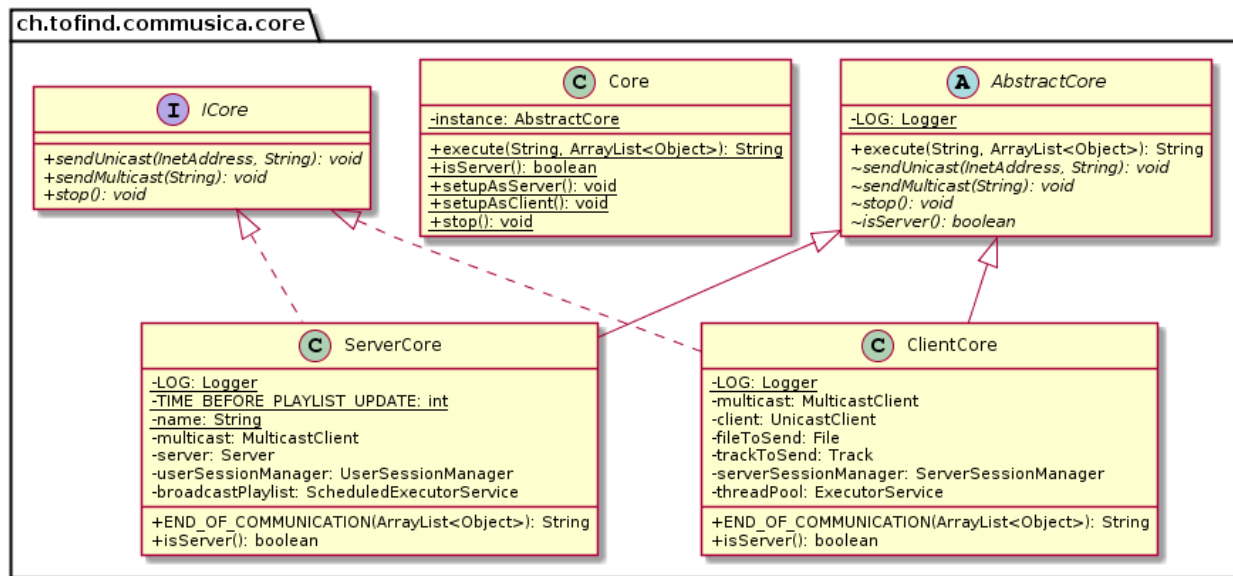 ch.tofind.commusica.core
I ICore
+sendUnicast(InetAddress, String): void
+sendMulticast(String): void
+stop(): void
C Core
-instance: AbstractCore
+execute(String, ArrayList<Object>): String
+isServer(): boolean
+setupAsServer(): void
+setupAsClient(): void
+stop(): void
A AbstractCore
-LOG: Logger
+execute(String, ArrayList<Object>): String
~sendUnicast(InetAddress, String): void
~sendMulticast(String): void
~stop(): void
~isServer(): boolean
C ServerCore
-LOG: Logger
-TIME_BEFORE_PLAYLIST_UPDATE: int
-name: String
-multicast: MulticastClient
-server: Server
-userSessionManager: UserSessionManager
-broadcastPlaylist: ScheduledExecutorService
+END_OF_COMMUNICATION(ArrayList<Object>): String
+isServer(): boolean
C ClientCore
-LOG: Logger
-multicast: MulticastClient
-client: UnicastClient
-fileToSend: File
-trackToSend: Track
-serverSessionManager: ServerSessionManager
-threadPool: ExecutorService
+END_OF_COMMUNICATION(ArrayList<Object>): String
+isServer(): boolean